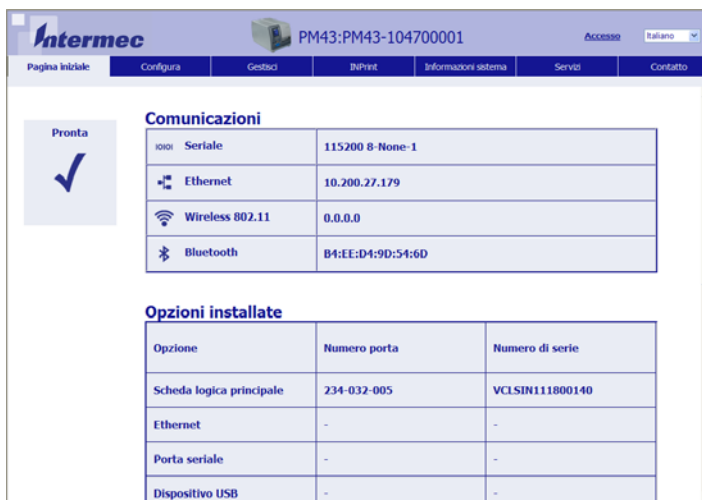 Intermec
PM43:PM43-104700001
Accesso
Italiano
Pagina iniziale Configura Gestisci INPrint Informazioni sistema Servizi Contatto
Pronta
Comunicazioni
Seriale 115200 8-None-1
Ethernet 10.200.27.179
Wireless 802.11 0.0.0.0
Bluetooth B4:EE:D4:9D:54:6D
Opzioni installate
Opzione Numero porta Numero di serie
Scheda logica principale 234-032-005 VCLSIN111800140
Ethernet - -
Porta seriale - -
Dispositivo USB - -